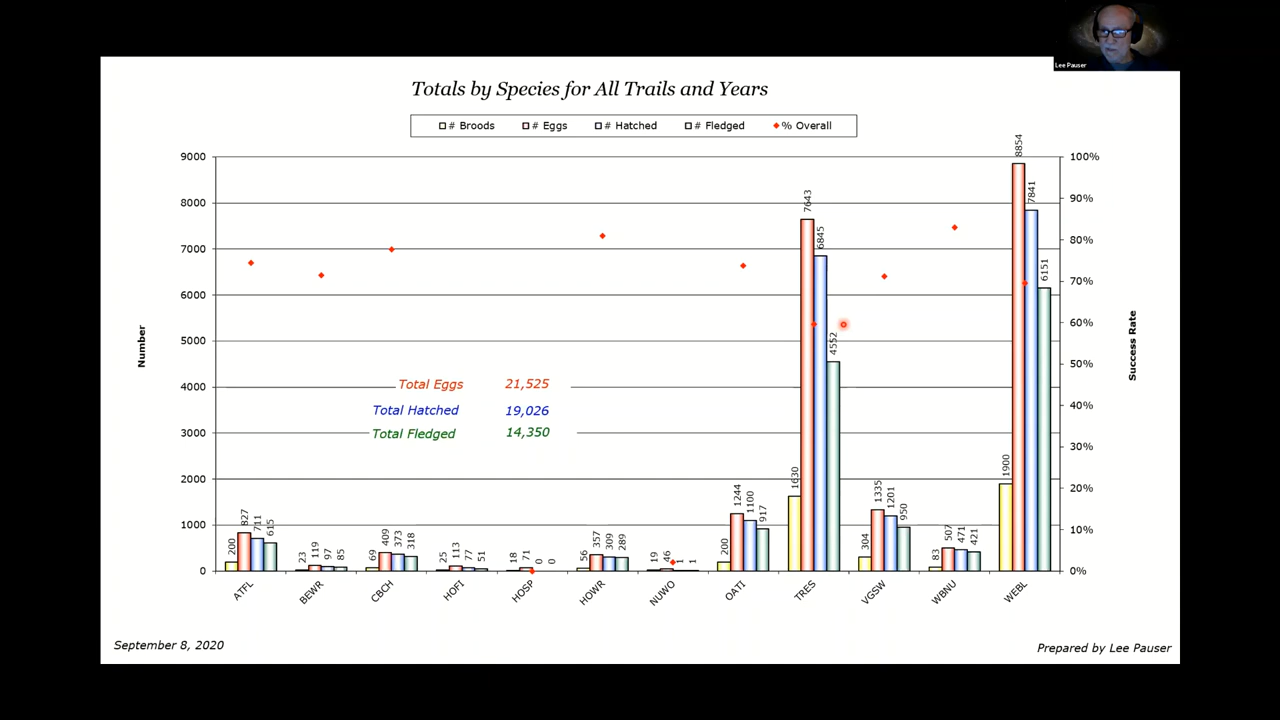 Lee Pauser
Totals by Species for All Trails and Years
# Broods # Eggs # Hatched # Fledged % Overall
9000
8000
7000
6000
5000
4000
3000
2000
1000
0
Number
100%
90%
80%
70%
60%
50%
40%
30%
20%
10%
0%
Success Rate
Total Eggs 21,525
Total Hatched 19,026
Total Fledged 14,350
200 827 711 615
23 119 97 85
69 409 373 318
25 113 77 51
18 71 0 0
56 357 309 289
19 46 1 1
200 1244 1100 917
1630 7643 6845 4552
304 1335 1201 950
83 507 471 421
1900 8854 7841 6151
ATFL BEWR CBCH HOFI HOSP HOWR NUWO OATI TRES VGSW WBNU WEBL
September 8, 2020
Prepared by Lee Pauser